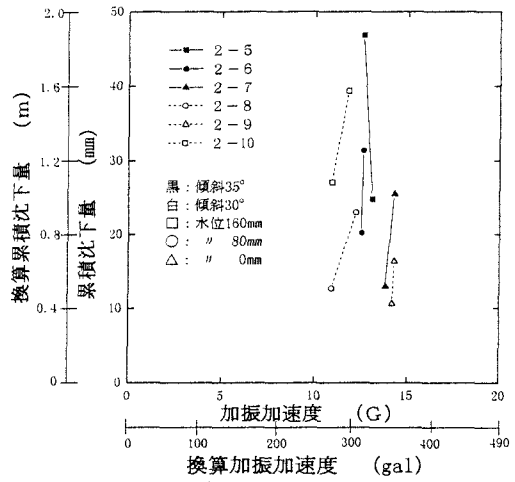 換算累積沈下量 (m)
2.0
1.6
1.2
0.8
0.4
0
累積沈下量 (mm)
50
40
30
20
10
0
2－5
2－6
2－7
2－8
2－9
2－10
黒：傾斜35°
白：傾斜30°
□：水位160mm
○：〃 80mm
△：〃 0mm
0 5 10 15 20
加振加速度 (G)
0 100 200 300 400 490
換算加振加速度 (gal)